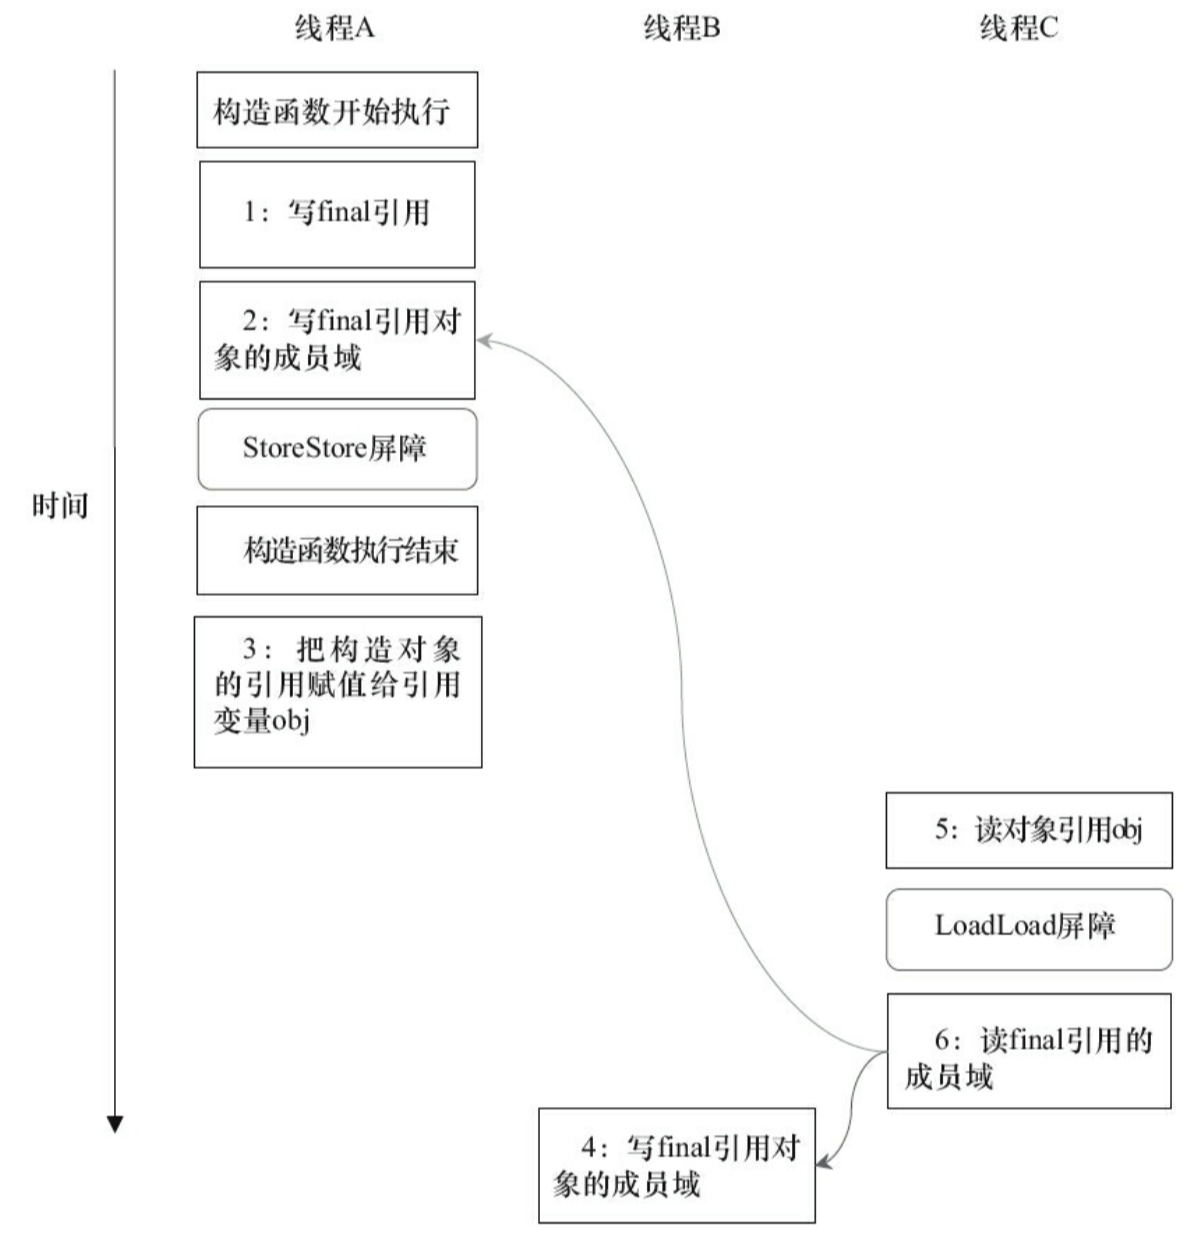 线程A
线程B
线程C
构造函数开始执行
1：写final引用
2：写final引用对
象的成员域
StoreStore屏障
时间
构造函数执行结束
3：把构造对象
的引用赋值给引用
变量obj
5：读对象引用obj
LoadLoad屏障
6：读final引用的
成员域
4：写final引用对
象的成员域